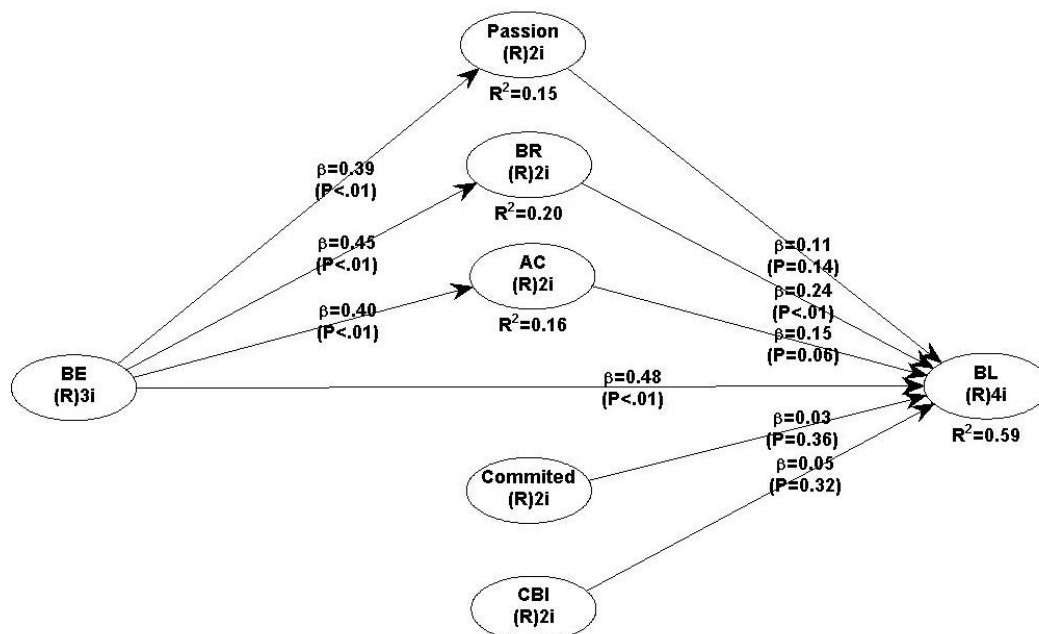 Passion
(R)2i
R²=0.15
β=0.39
(P<.01)
BR
(R)2i
R²=0.20
β=0.45
(P<.01)
AC
(R)2i
R²=0.16
β=0.40
(P<.01)
β=0.11
(P=0.14)
β=0.24
(P<.01)
β=0.15
(P=0.06)
BE
(R)3i
β=0.48
(P<.01)
BL
(R)4i
R²=0.59
β=0.03
(P=0.36)
β=0.05
(P=0.32)
Commited
(R)2i
CBI
(R)2i